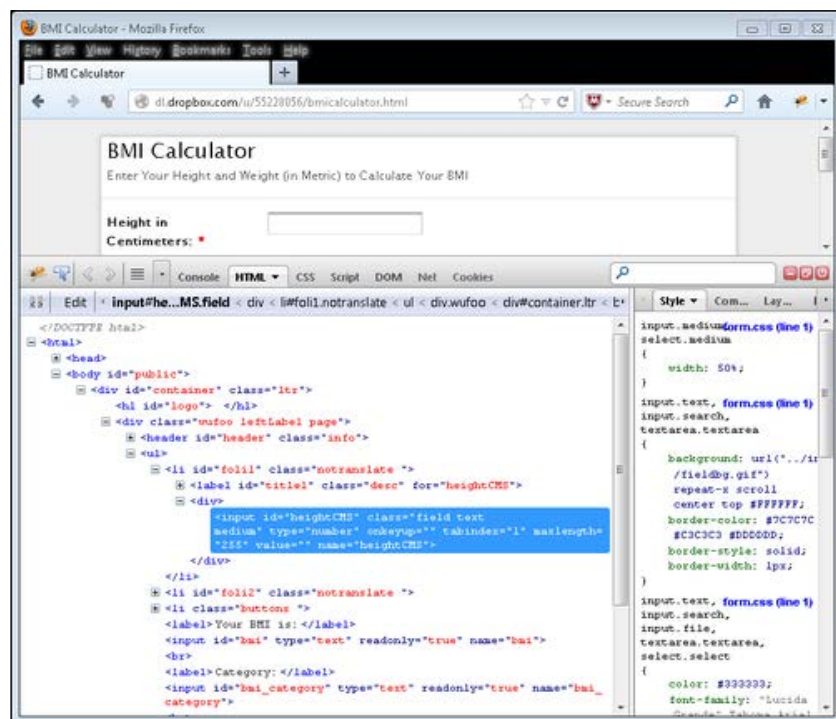 BMI Calculator - Mozilla Firefox
File Edit View History Bookmarks Tools Help
BMI Calculator
dl.dropbox.com/u/55228056/bmicalculator.html
Secure Search
BMI Calculator
Enter Your Height and Weight (in Metric) to Calculate Your BMI
Height in
Centimeters: *
Console HTML CSS Script DOM Net Cookies
Edit input#he...MS.field < div < li#foli1.notranslate < ul < div.wufoo < div#container.ltr <
Style Com... Lay...
<!DOCTYPE html>
<html>
<head>
<body id="public">
<div id="container" class="ltr">
<h1 id="logo"> </h1>
<div class="wufoo leftLabel page">
<header id="header" class="info">
<ul>
<li id="foli1" class="notranslate ">
<label id="title1" class="desc" for="heightCMS">
<div>
<input id="heightCMS" class="field text
medium" type="number" onkeyup="" tabindex="1" maxlength=
"255" value="" name="heightCMS">
</div>
</li>
<li id="foli2" class="notranslate ">
<li class="buttons ">
<label>Your BMI is:</label>
<input id="bmi" type="text" readonly="true" name="bmi">
<br>
<label>Category:</label>
<input id="bmi_category" type="text" readonly="true" name="bmi_
category">
input.medium, form.css (line 1)
select.medium
{
width: 50%;
}
input.text, form.css (line 1)
input.search,
textarea.textarea
{
background: url("../im
/fieldbg.gif")
repeat-x scroll
center top #FFFFFF;
border-color: #7C7C7C
#C3C3C3 #DDDDDD;
border-style: solid;
border-width: 1px;
}
input.text, form.css (line 1)
input.search,
input.file,
textarea.textarea,
select.select
{
color: #333333;
font-family: "Lucida